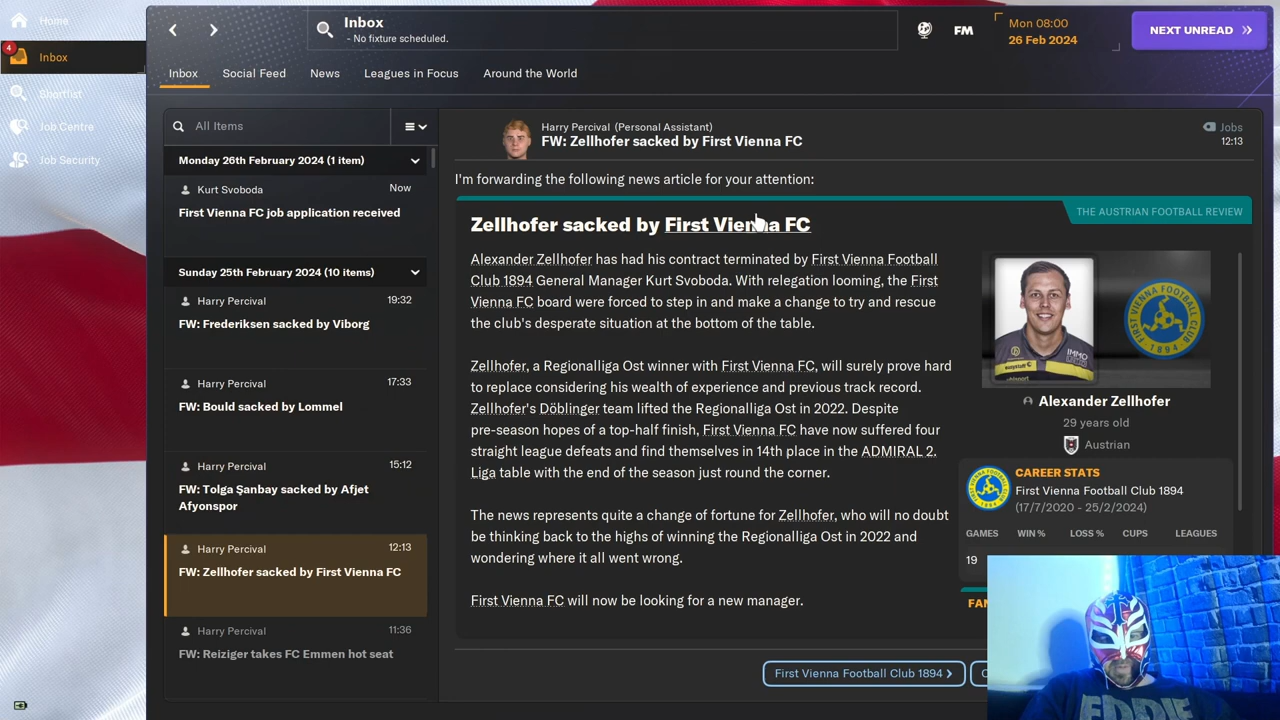 Home
4
Inbox
Shortlist
Job Centre
Job Security
Inbox
- No fixture scheduled.
FM
Mon 08:00
26 Feb 2024
NEXT UNREAD
Inbox
Social Feed
News
Leagues in Focus
Around the World
All Items
Monday 26th February 2024 (1 item)
Kurt Svoboda
Now
First Vienna FC job application received
Sunday 25th February 2024 (10 items)
Harry Percival
19:32
FW: Frederiksen sacked by Viborg
Harry Percival
17:33
FW: Bould sacked by Lommel
Harry Percival
15:12
FW: Tolga Şanbay sacked by Afjet
Afyonspor
Harry Percival
12:13
FW: Zellhofer sacked by First Vienna FC
Harry Percival
11:36
FW: Reiziger takes FC Emmen hot seat
Harry Percival (Personal Assistant)
FW: Zellhofer sacked by First Vienna FC
Jobs
12:13
I'm forwarding the following news article for your attention:
Zellhofer sacked by First Vienna FC
THE AUSTRIAN FOOTBALL REVIEW
Alexander Zellhofer has had his contract terminated by First Vienna Football
Club 1894 General Manager Kurt Svoboda. With relegation looming, the First
Vienna FC board were forced to step in and make a change to try and rescue
the club's desperate situation at the bottom of the table.
Zellhofer, a Regionalliga Ost winner with First Vienna FC, will surely prove hard
to replace considering his wealth of experience and previous track record.
Zellhofer's Döblinger team lifted the Regionalliga Ost in 2022. Despite
pre-season hopes of a top-half finish, First Vienna FC have now suffered four
straight league defeats and find themselves in 14th place in the ADMIRAL 2.
Liga table with the end of the season just round the corner.
The news represents quite a change of fortune for Zellhofer, who will no doubt
be thinking back to the highs of winning the Regionalliga Ost in 2022 and
wondering where it all went wrong.
First Vienna FC will now be looking for a new manager.
Alexander Zellhofer
29 years old
Austrian
CAREER STATS
First Vienna Football Club 1894
(17/7/2020 - 25/2/2024)
GAMES
WIN %
LOSS %
CUPS
LEAGUES
19
FAN
First Vienna Football Club 1894
EDDIE